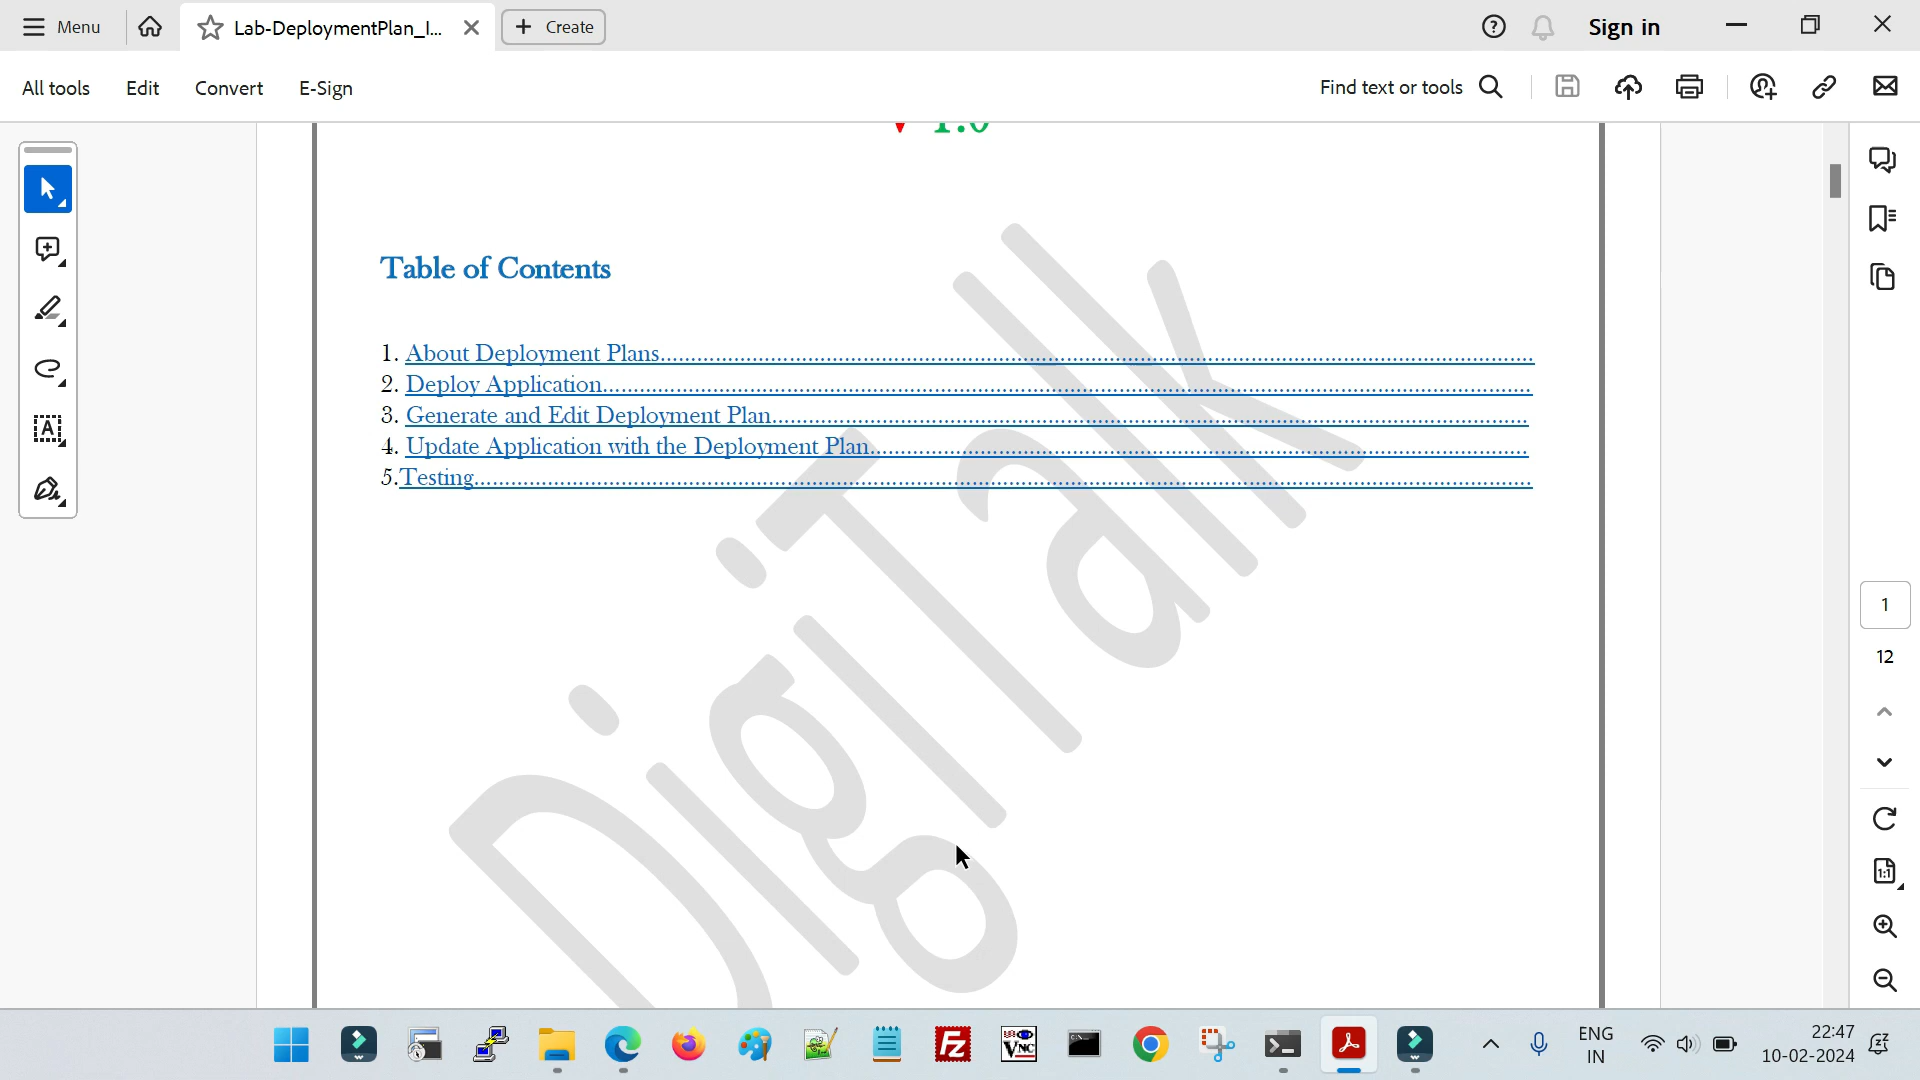 Menu
Lab-DeploymentPlan_I...
Create
Sign in
All tools
Edit
Convert
E-Sign
Find text or tools
Table of Contents
1. About Deployment Plans
2. Deploy Application
3. Generate and Edit Deployment Plan
4. Update Application with the Deployment Plan
5.Testing
DigiTalk
1
12
ENG
IN
22:47
10-02-2024